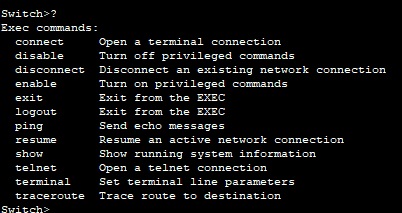 Switch>?
Exec commands:
  connect     Open a terminal connection
  disable     Turn off privileged commands
  disconnect  Disconnect an existing network connection
  enable      Turn on privileged commands
  exit        Exit from the EXEC
  logout      Exit from the EXEC
  ping        Send echo messages
  resume      Resume an active network connection
  show        Show running system information
  telnet      Open a telnet connection
  terminal    Set terminal line parameters
  traceroute  Trace route to destination
Switch>